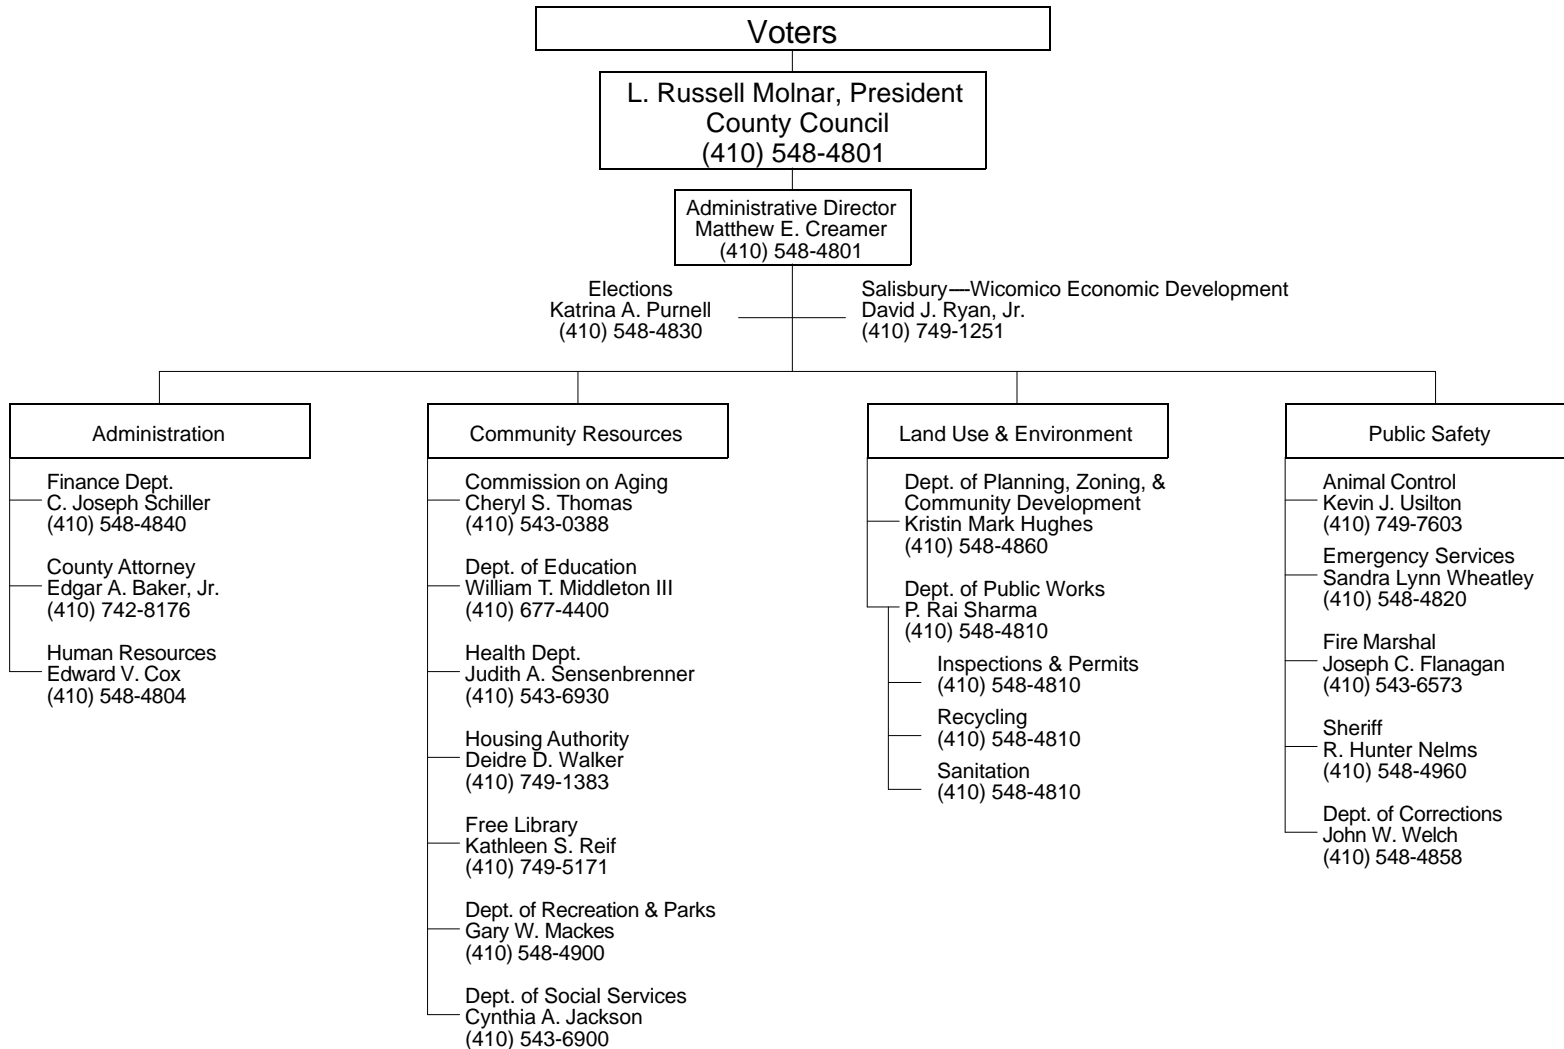 Voters
L. Russell Molnar, President
County Council
(410) 548-4801
Administrative Director
Matthew E. Creamer
(410) 548-4801
Elections
Katrina A. Purnell
(410) 548-4830
Salisbury—Wicomico Economic Development
David J. Ryan, Jr.
(410) 749-1251
Administration
Finance Dept.
C. Joseph Schiller
(410) 548-4840
County Attorney
Edgar A. Baker, Jr.
(410) 742-8176
Human Resources
Edward V. Cox
(410) 548-4804
Community Resources
Commission on Aging
Cheryl S. Thomas
(410) 543-0388
Dept. of Education
William T. Middleton III
(410) 677-4400
Health Dept.
Judith A. Sensenbrenner
(410) 543-6930
Housing Authority
Deidre D. Walker
(410) 749-1383
Free Library
Kathleen S. Reif
(410) 749-5171
Dept. of Recreation & Parks
Gary W. Mackes
(410) 548-4900
Dept. of Social Services
Cynthia A. Jackson
(410) 543-6900
Land Use & Environment
Dept. of Planning, Zoning, &
Community Development
Kristin Mark Hughes
(410) 548-4860
Dept. of Public Works
P. Rai Sharma
(410) 548-4810
Inspections & Permits
(410) 548-4810
Recycling
(410) 548-4810
Sanitation
(410) 548-4810
Public Safety
Animal Control
Kevin J. Usilton
(410) 749-7603
Emergency Services
Sandra Lynn Wheatley
(410) 548-4820
Fire Marshal
Joseph C. Flanagan
(410) 543-6573
Sheriff
R. Hunter Nelms
(410) 548-4960
Dept. of Corrections
John W. Welch
(410) 548-4858